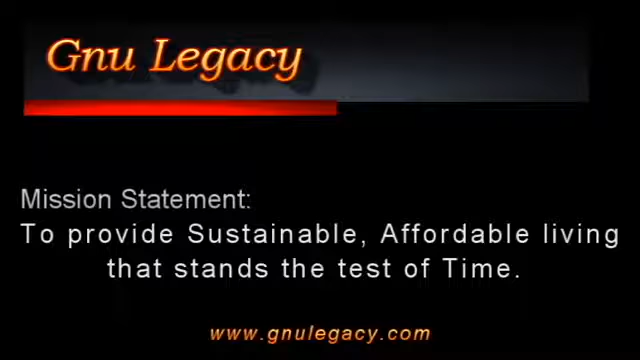 Gnu Legacy
Mission Statement:
To provide Sustainable, Affordable living
that stands the test of Time.
www.gnulegacy.com